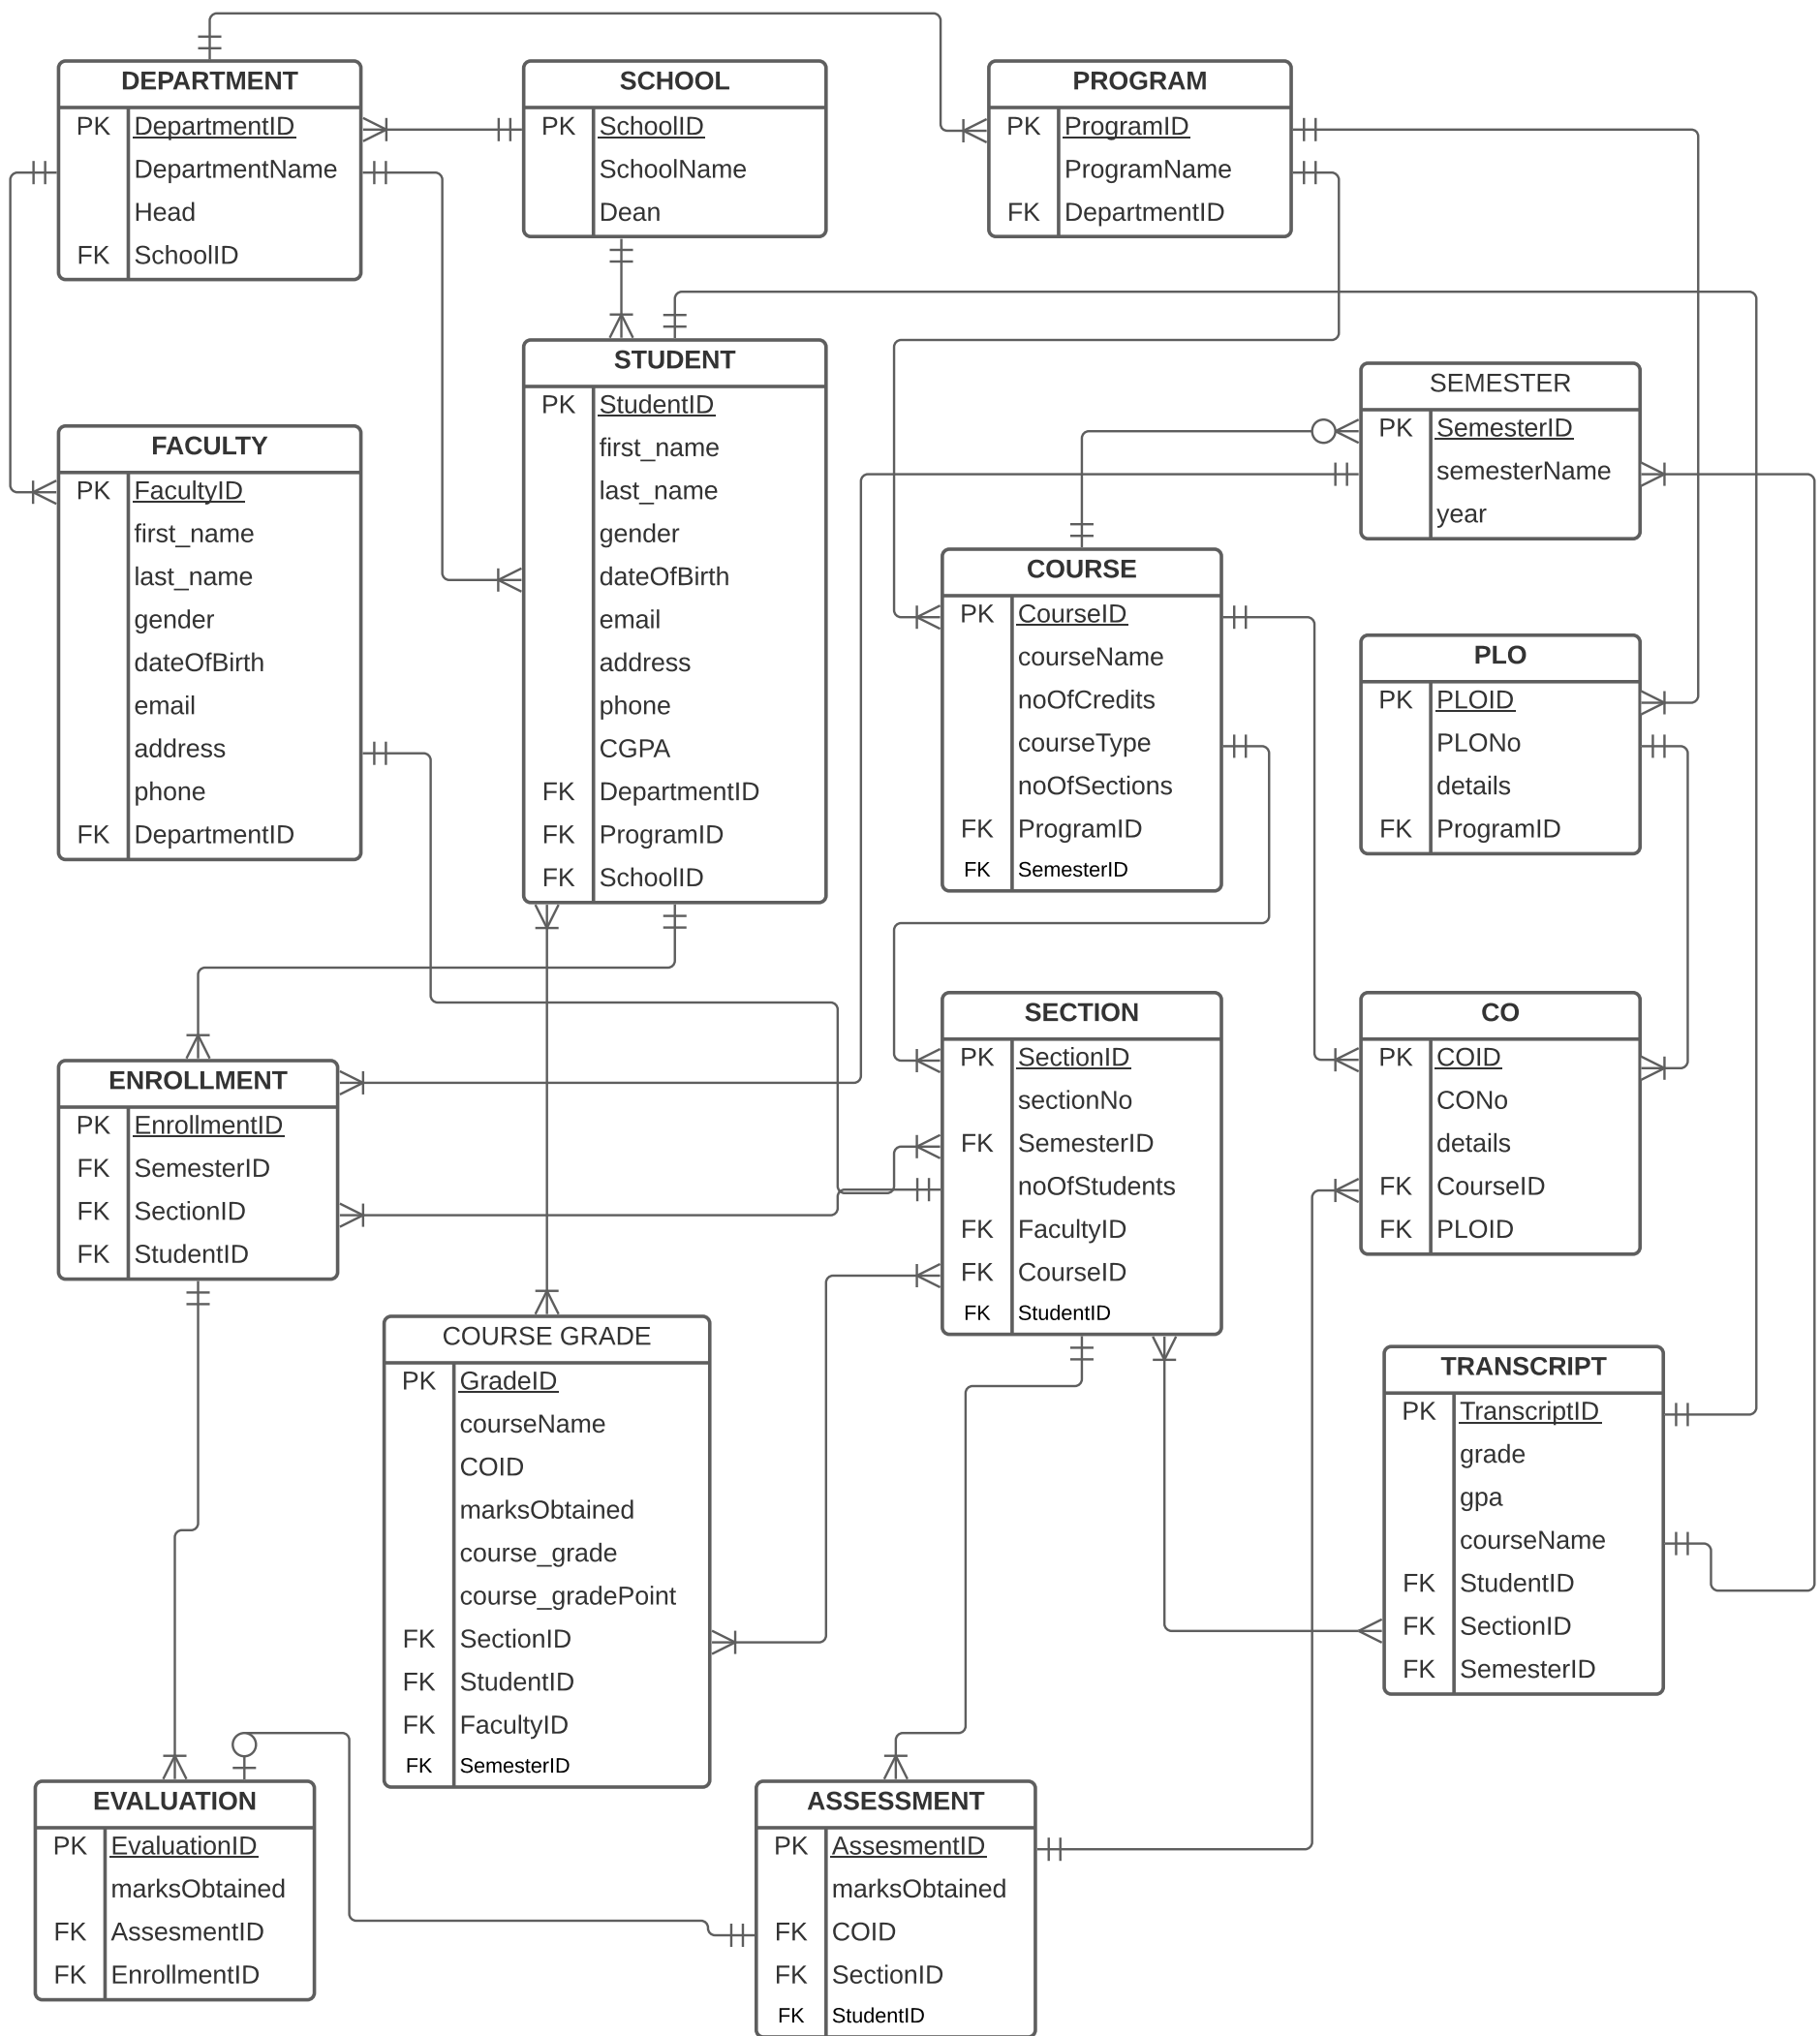 DEPARTMENT
PK DepartmentID
DepartmentName
Head
FK SchoolID
SCHOOL
PK SchoolID
SchoolName
Dean
PROGRAM
PK ProgramID
ProgramName
FK DepartmentID
FACULTY
PK FacultyID
first_name
last_name
gender
dateOfBirth
email
address
phone
FK DepartmentID
STUDENT
PK StudentID
first_name
last_name
gender
dateOfBirth
email
address
phone
CGPA
FK DepartmentID
FK ProgramID
FK SchoolID
SEMESTER
PK SemesterID
semesterName
year
COURSE
PK CourseID
courseName
noOfCredits
courseType
noOfSections
FK ProgramID
FK SemesterID
PLO
PK PLOID
PLONo
details
FK ProgramID
ENROLLMENT
PK EnrollmentID
FK SemesterID
FK SectionID
FK StudentID
SECTION
PK SectionID
sectionNo
FK SemesterID
noOfStudents
FK FacultyID
FK CourseID
FK StudentID
CO
PK COID
CONo
details
FK CourseID
FK PLOID
COURSE GRADE
PK GradeID
courseName
COID
marksObtained
course_grade
course_gradePoint
FK SectionID
FK StudentID
FK FacultyID
FK SemesterID
TRANSCRIPT
PK TranscriptID
grade
gpa
courseName
FK StudentID
FK SectionID
FK SemesterID
EVALUATION
PK EvaluationID
marksObtained
FK AssesmentID
FK EnrollmentID
ASSESSMENT
PK AssesmentID
marksObtained
FK COID
FK SectionID
FK StudentID